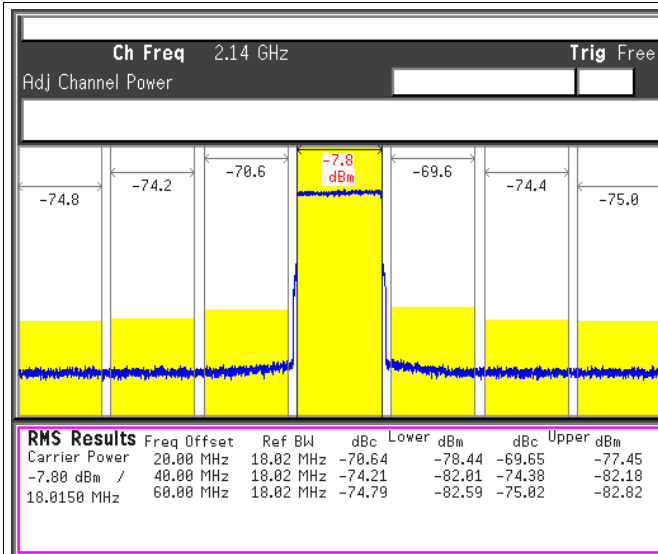 Ch Freq 2.14 GHz Trig Free
Adj Channel Power
-7.8
dBm
-74.8 -74.2 -70.6 -69.6 -74.4 -75.0
RMS Results Freq Offset Ref BW dBc Lower dBm dBc Upper dBm
Carrier Power 20.00 MHz 18.02 MHz -70.64 -78.44 -69.65 -77.45
-7.80 dBm / 40.00 MHz 18.02 MHz -74.21 -82.01 -74.38 -82.18
18.0150 MHz 60.00 MHz 18.02 MHz -74.79 -82.59 -75.02 -82.82